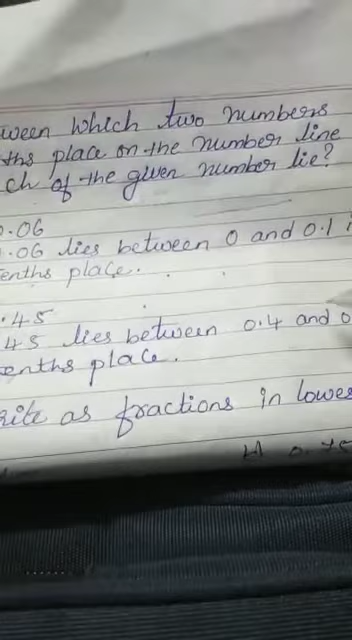 ween which two numbers
ths place on the number line
ch of the given number lie?
0.06
.06 lies between 0 and 0.1 i
enths place.
.45
45 lies between 0.4 and 0
enths place.
rite as fractions in lowes